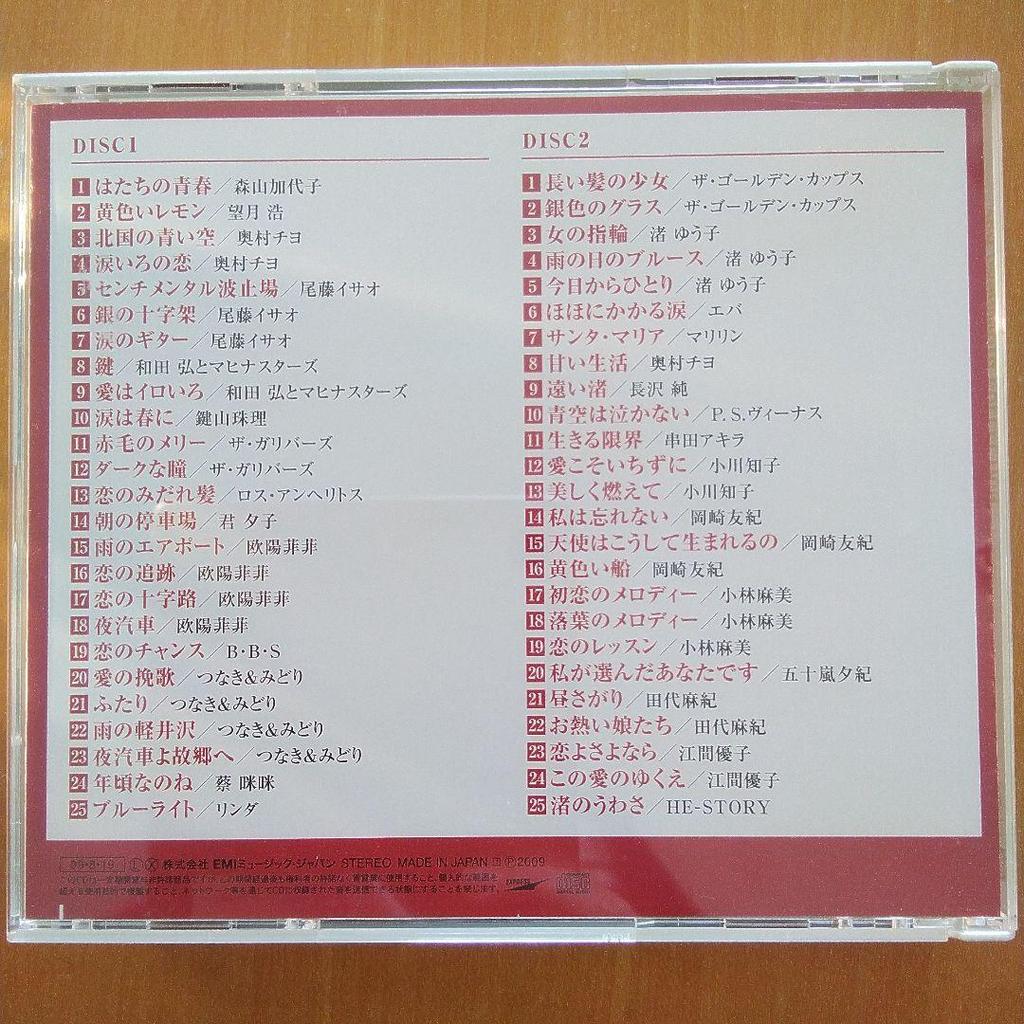 DISC1
1 はたちの青春／森山加代子
2 黄色いレモン／望月 浩
3 北国の青い空／奥村チヨ
4 涙いろの恋／奥村チヨ
5 センチメンタル波止場／尾藤イサオ
6 銀の十字架／尾藤イサオ
7 涙のギター／尾藤イサオ
8 鍵／和田 弘とマヒナスターズ
9 愛はイロいろ／和田 弘とマヒナスターズ
10 涙は春に／鍵山珠理
11 赤毛のメリー／ザ・ガリバーズ
12 ダークな瞳／ザ・ガリバーズ
13 恋のみだれ髪／ロス・アンヘリトス
14 朝の停車場／君 夕子
15 雨のエアポート／欧陽菲菲
16 恋の追跡／欧陽菲菲
17 恋の十字路／欧陽菲菲
18 夜汽車／欧陽菲菲
19 恋のチャンス／B・B・S
20 愛の挽歌／つなき&みどり
21 ふたり／つなき&みどり
22 雨の軽井沢／つなき&みどり
23 夜汽車よ故郷へ／つなき&みどり
24 年頃なのね／蔡 咪咪
25 ブルーライト／リンダ
DISC2
1 長い髪の少女／ザ・ゴールデン・カップス
2 銀色のグラス／ザ・ゴールデン・カップス
3 女の指輪／渚 ゆう子
4 雨の日のブルース／渚 ゆう子
5 今日からひとり／渚 ゆう子
6 ほほにかかる涙／エバ
7 サンタ・マリア／マリリン
8 甘い生活／奥村チヨ
9 遠い渚／長沢 純
10 青空は泣かない／P.S.ヴィーナス
11 生きる限界／串田アキラ
12 愛こそいちずに／小川知子
13 美しく燃えて／小川知子
14 私は忘れない／岡崎友紀
15 天使はこうして生まれるの／岡崎友紀
16 黄色い船／岡崎友紀
17 初恋のメロディー／小林麻美
18 落葉のメロディー／小林麻美
19 恋のレッスン／小林麻美
20 私が選んだあなたです／五十嵐夕紀
21 昼さがり／田代麻紀
22 お熱い娘たち／田代麻紀
23 恋よさよなら／江間優子
24 この愛のゆくえ／江間優子
25 渚のうわさ／HE-STORY
09・8・19 Ⓛ Ⓧ 株式会社 EMIミュージック・ジャパン STEREO MADE IN JAPAN Ⓟ2009
EXPRESS